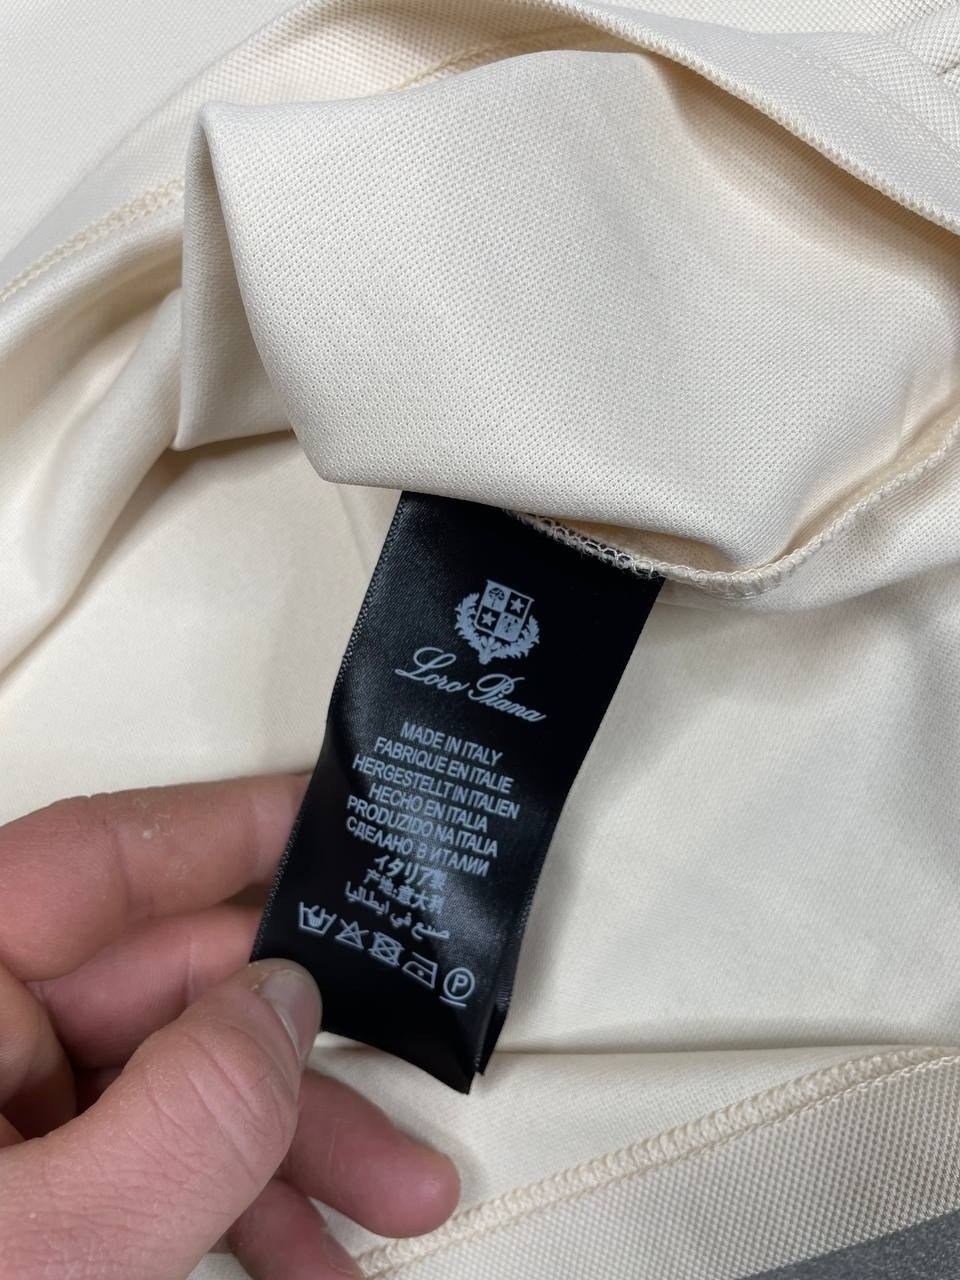 Loro Piana
MADE IN ITALY
FABRIQUE EN ITALIE
HERGESTELLT IN ITALIEN
HECHO EN ITALIA
PRODUZIDO NA ITALIA
СДЕЛАНО В ИТАЛИИ
イタリア製
产地:意大利
صنع في ايطاليا
P